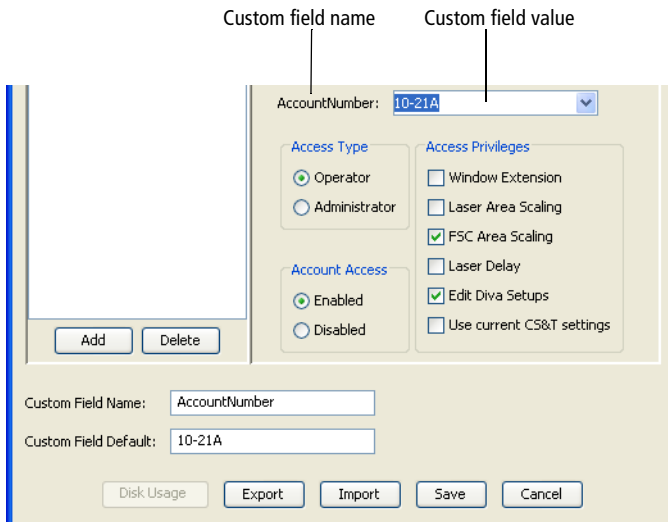 Custom field name Custom field value
AccountNumber: 10-21A
Access Type Access Privileges
Operator Window Extension
Administrator Laser Area Scaling
FSC Area Scaling
Account Access Laser Delay
Enabled Edit Diva Setups
Disabled Use current CS&T settings
Add Delete
Custom Field Name: AccountNumber
Custom Field Default: 10-21A
Disk Usage Export Import Save Cancel